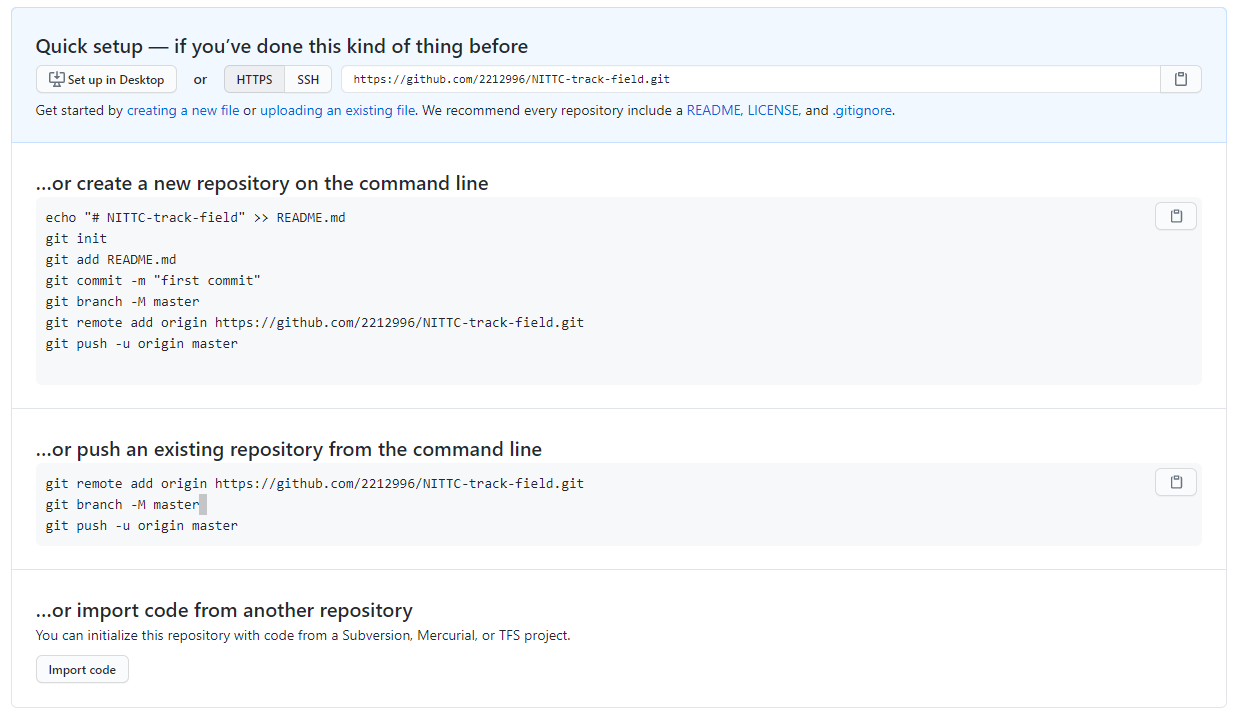 Quick setup — if you’ve done this kind of thing before
Set up in Desktop or HTTPS SSH https://github.com/2212996/NITTC-track-field.git
Get started by creating a new file or uploading an existing file. We recommend every repository include a README, LICENSE, and .gitignore.
…or create a new repository on the command line
echo "# NITTC-track-field" >> README.md
git init
git add README.md
git commit -m "first commit"
git branch -M master
git remote add origin https://github.com/2212996/NITTC-track-field.git
git push -u origin master
…or push an existing repository from the command line
git remote add origin https://github.com/2212996/NITTC-track-field.git
git branch -M master
git push -u origin master
…or import code from another repository
You can initialize this repository with code from a Subversion, Mercurial, or TFS project.
Import code